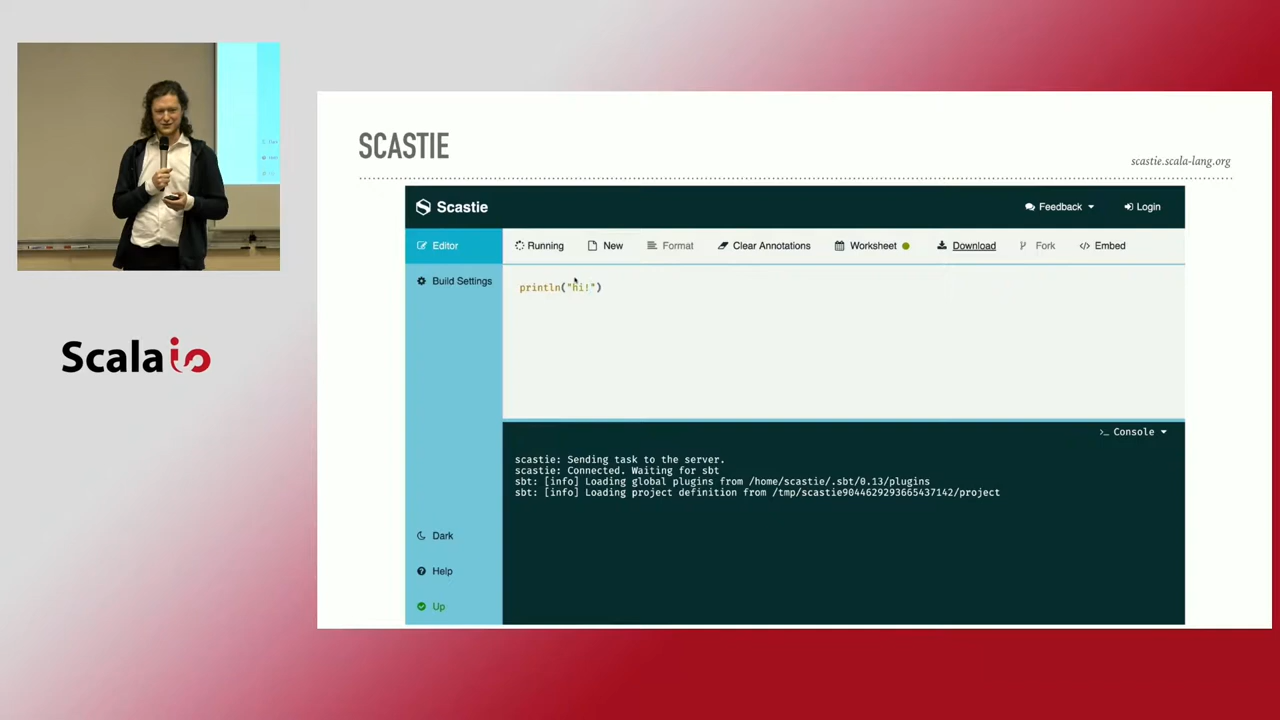 SCASTIE
scastie.scala-lang.org
Scastie
Feedback
Login
Editor
Running
New
Format
Clear Annotations
Worksheet
Download
Fork
</> Embed
Build Settings
println("hi!")
>_ Console
scastie: Sending task to the server.
scastie: Connected. Waiting for sbt
sbt: [info] Loading global plugins from /home/scastie/.sbt/0.13/plugins
sbt: [info] Loading project definition from /tmp/scastie9044629293665437142/project
Dark
Help
Up
Scala io